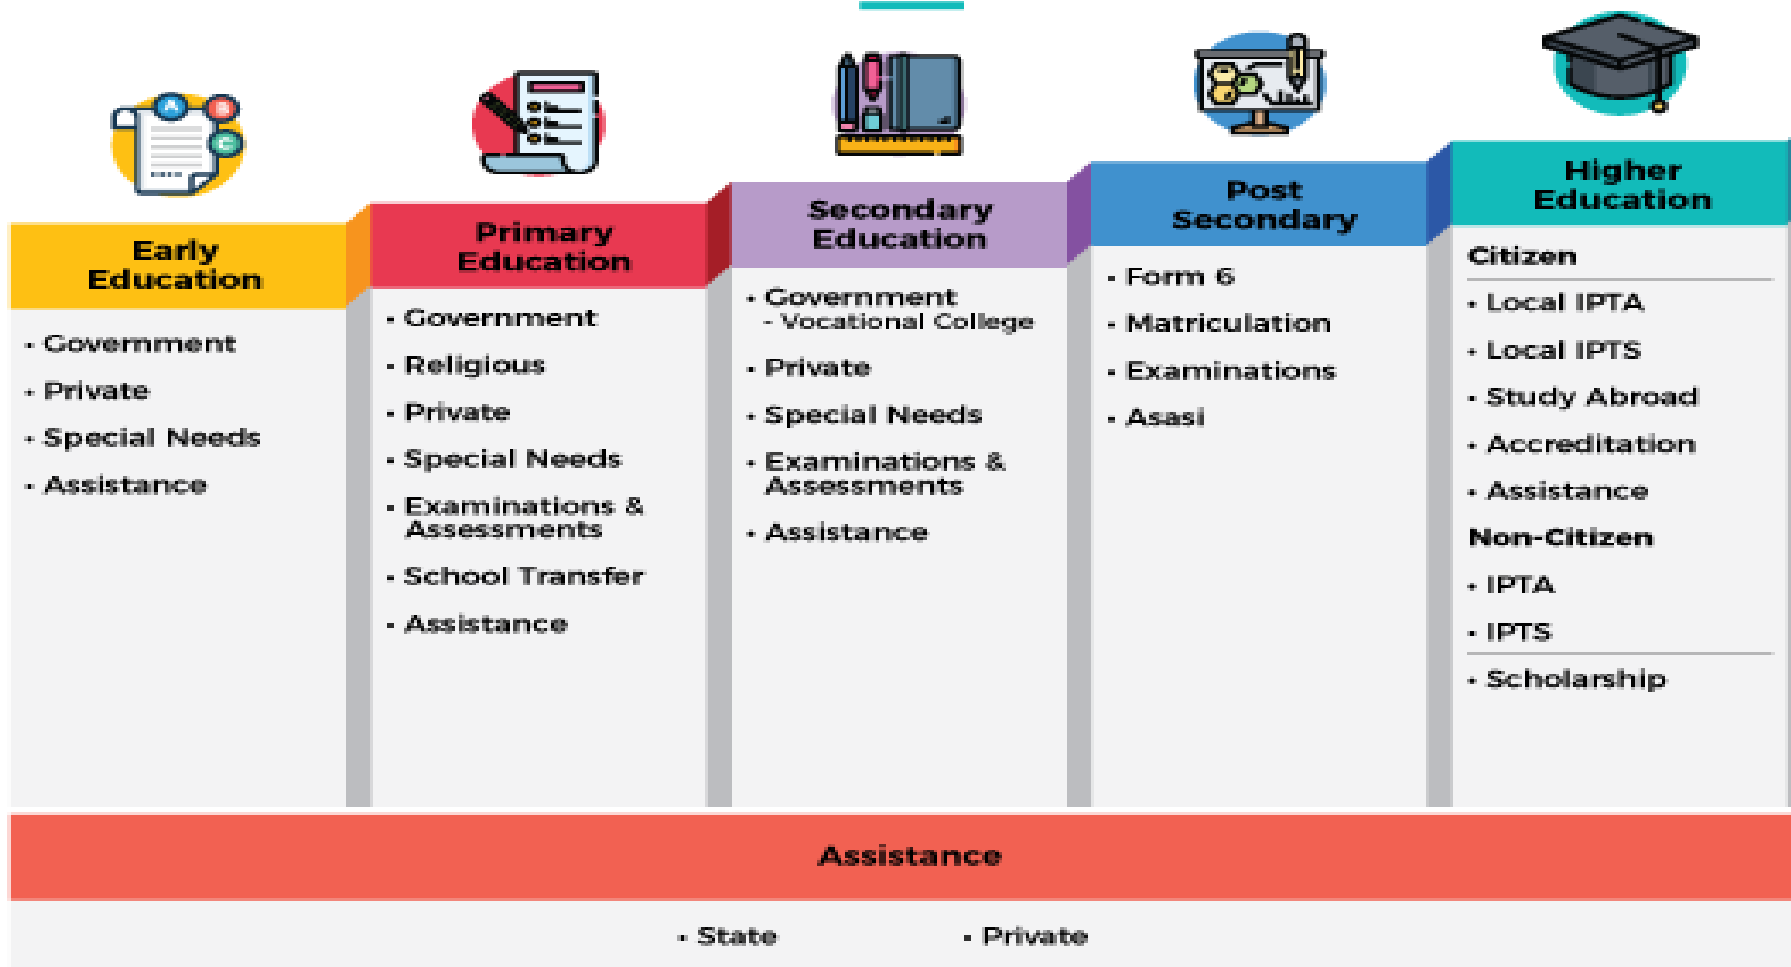 A
B
C
Early
Education
• Government
• Private
• Special Needs
• Assistance
Primary
Education
• Government
• Religious
• Private
• Special Needs
• Examinations &
Assessments
• School Transfer
• Assistance
Secondary
Education
• Government
- Vocational College
• Private
• Special Needs
• Examinations &
Assessments
• Assistance
Post
Secondary
• Form 6
• Matriculation
• Examinations
• Asasi
Higher
Education
Citizen
• Local IPTA
• Local IPTS
• Study Abroad
• Accreditation
• Assistance
Non-Citizen
• IPTA
• IPTS
• Scholarship
Assistance
• State
• Private